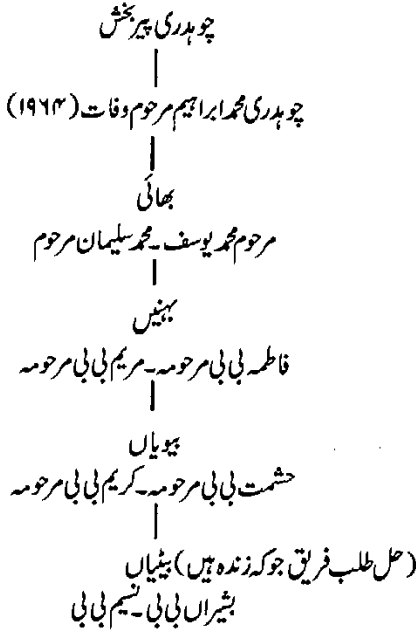 چوہدری پیر بخش
چوہدری محمد ابراہیم مرحوم وفات (۱۹۶۴)
بھائی
مرحوم محمد یوسف ۔ محمد سلیمان مرحوم
بہنیں
فاطمہ بی بی مرحومہ ۔ مریم بی بی مرحومہ
بیویاں
حشمت بی بی مرحومہ ۔ کریم بی بی مرحومہ
(حل طلب فریق جو کہ زندہ ہیں) بیٹیاں
بشیراں بی بی ۔ نسیم بی بی